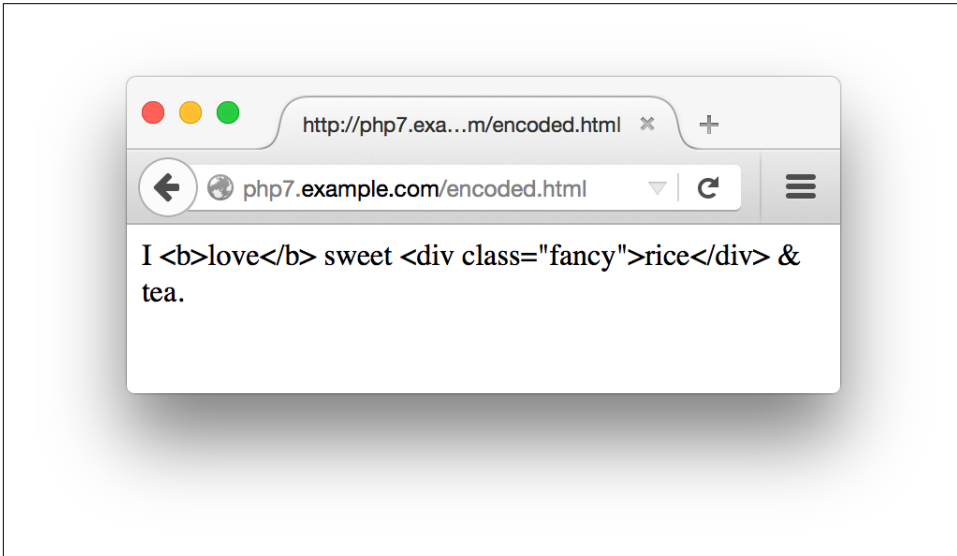 http://php7.exa…m/encoded.html
php7.example.com/encoded.html
I <b>love</b> sweet <div class="fancy">rice</div> &
tea.